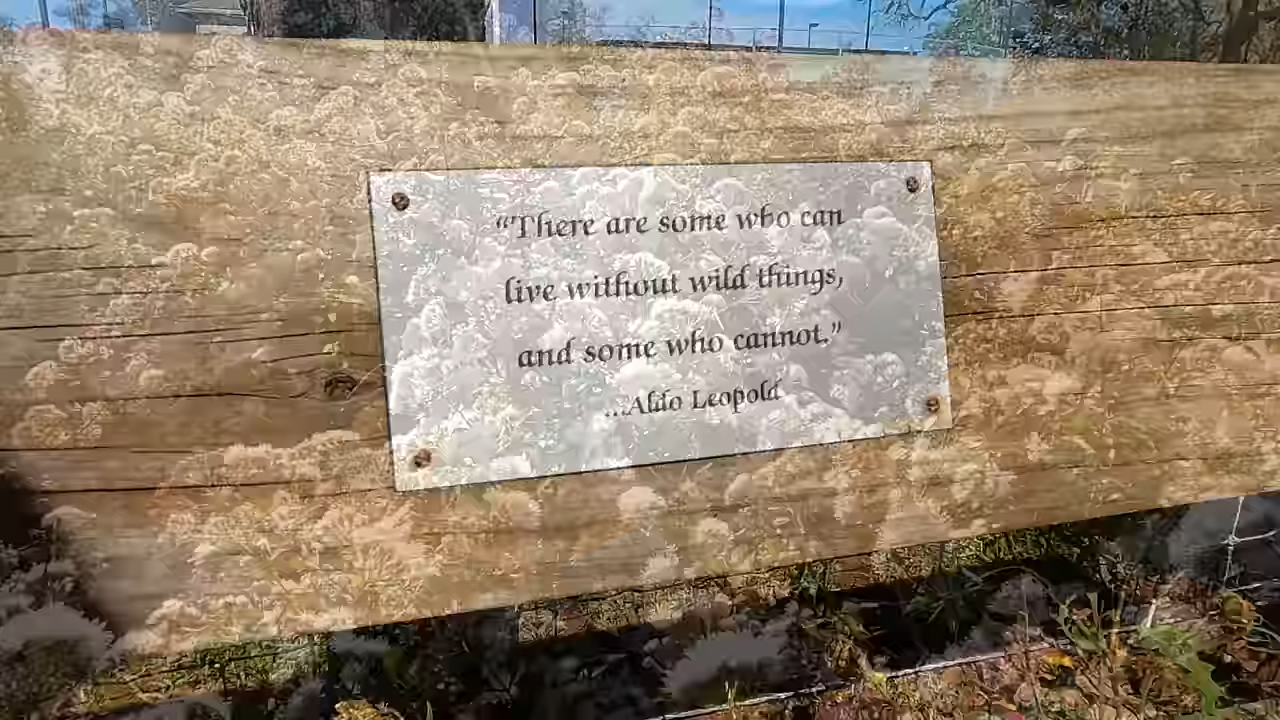 “There are some who can
live without wild things,
and some who cannot.”
...Aldo Leopold